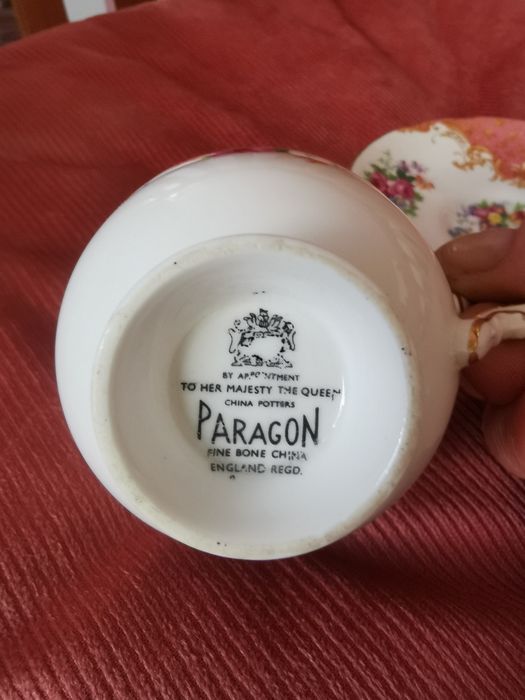 BY APPOINTMENT
TO HER MAJESTY THE QUEEN
CHINA POTTERS
PARAGON
FINE BONE CHINA
ENGLAND REGD.